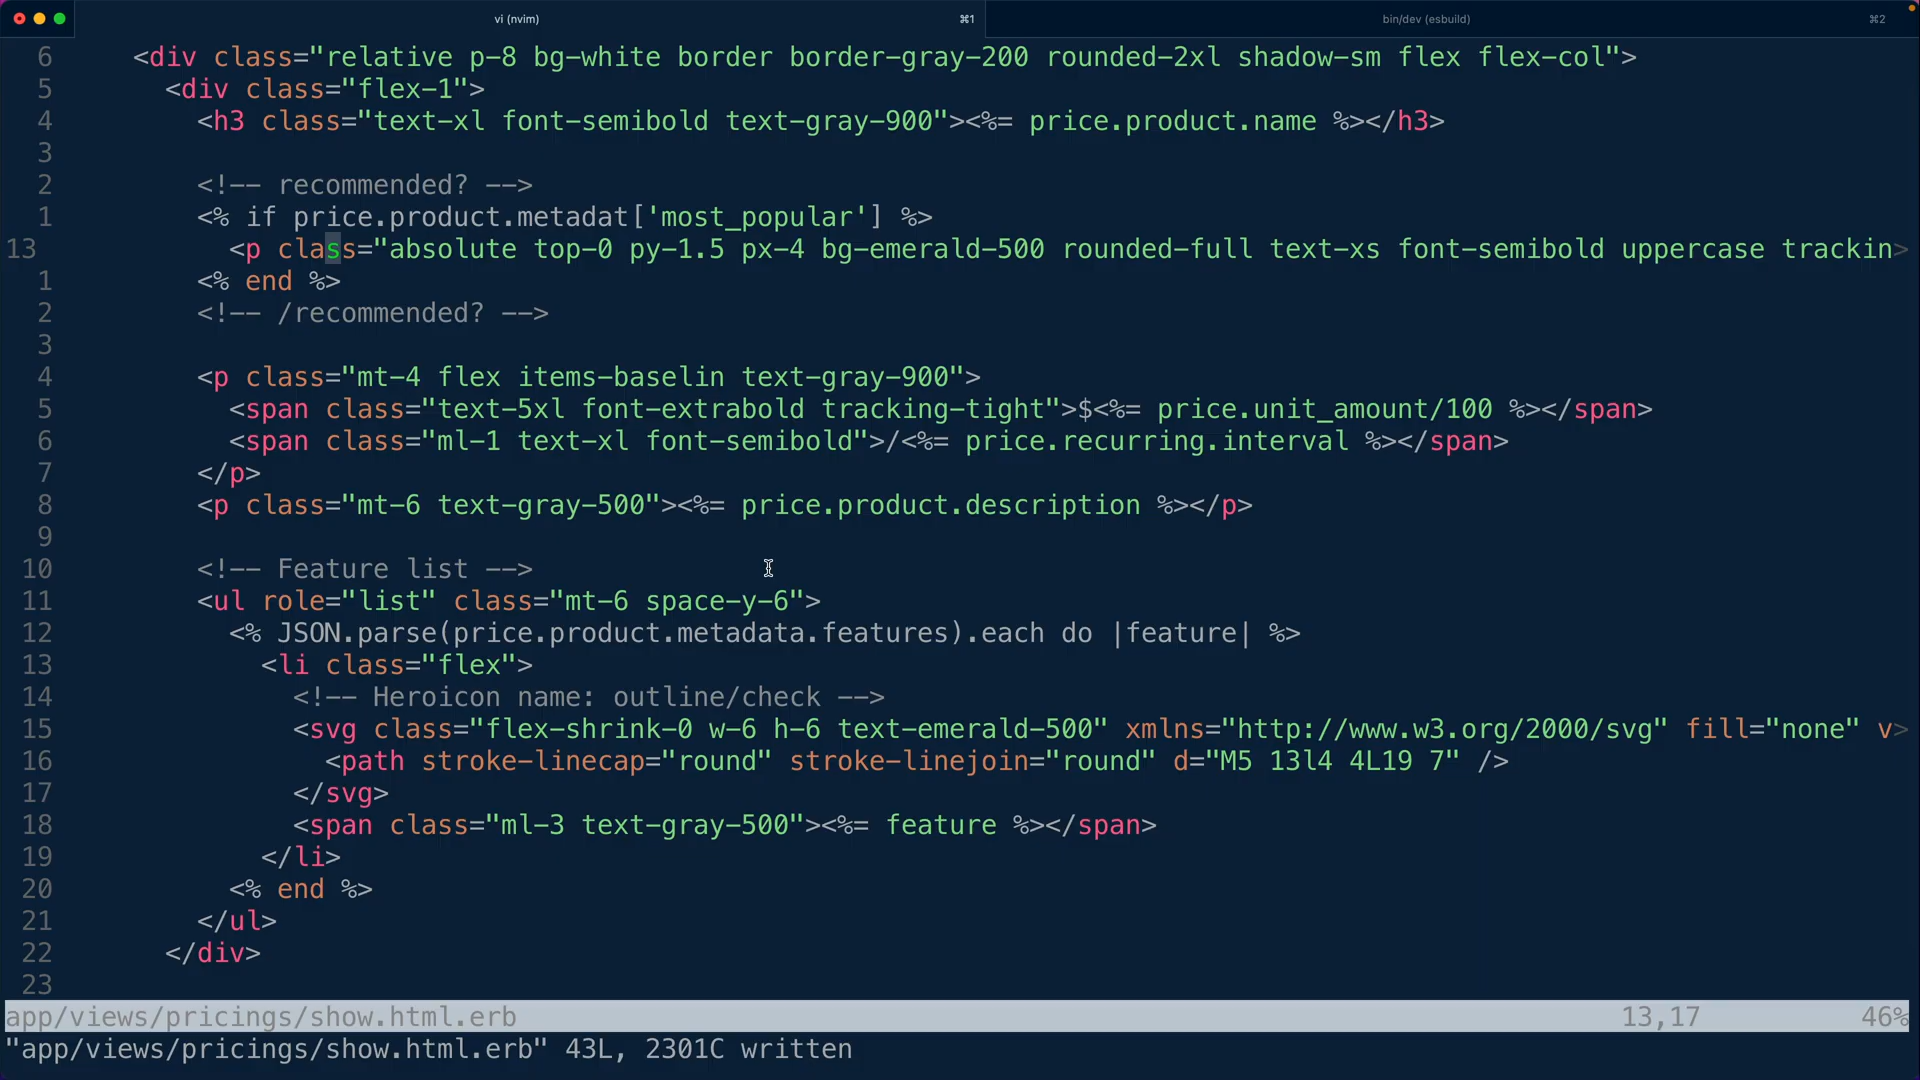 vi (nvim) ⌘1 bin/dev (esbuild) ⌘2
6 <div class="relative p-8 bg-white border border-gray-200 rounded-2xl shadow-sm flex flex-col">
5 <div class="flex-1">
4 <h3 class="text-xl font-semibold text-gray-900"><%= price.product.name %></h3>
3
2 <!-- recommended? -->
1 <% if price.product.metadat['most_popular'] %>
13 <p class="absolute top-0 py-1.5 px-4 bg-emerald-500 rounded-full text-xs font-semibold uppercase trackin>
1 <% end %>
2 <!-- /recommended? -->
3
4 <p class="mt-4 flex items-baselin text-gray-900">
5 <span class="text-5xl font-extrabold tracking-tight">$<%= price.unit_amount/100 %></span>
6 <span class="ml-1 text-xl font-semibold">/<%= price.recurring.interval %></span>
7 </p>
8 <p class="mt-6 text-gray-500"><%= price.product.description %></p>
9
10 <!-- Feature list -->
11 <ul role="list" class="mt-6 space-y-6">
12 <% JSON.parse(price.product.metadata.features).each do |feature| %>
13 <li class="flex">
14 <!-- Heroicon name: outline/check -->
15 <svg class="flex-shrink-0 w-6 h-6 text-emerald-500" xmlns="http://www.w3.org/2000/svg" fill="none" v>
16 <path stroke-linecap="round" stroke-linejoin="round" d="M5 13l4 4L19 7" />
17 </svg>
18 <span class="ml-3 text-gray-500"><%= feature %></span>
19 </li>
20 <% end %>
21 </ul>
22 </div>
23
app/views/pricings/show.html.erb 13,17 46%
"app/views/pricings/show.html.erb" 43L, 2301C written